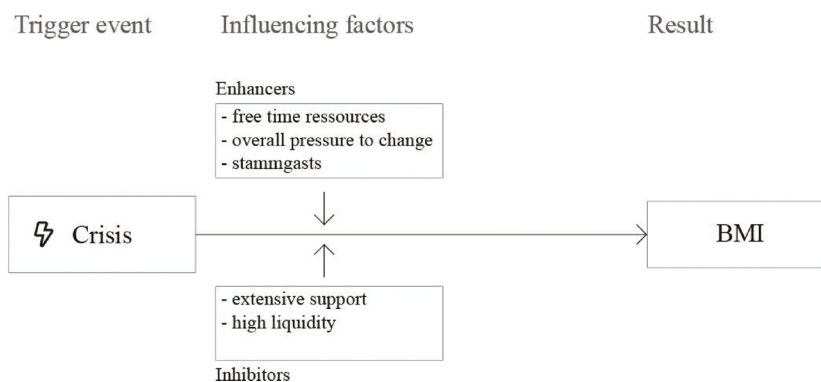 Trigger event
Influencing factors
Result
Enhancers
- free time ressources
- overall pressure to change
- stammgasts
Crisis
BMI
- extensive support
- high liquidity
Inhibitors